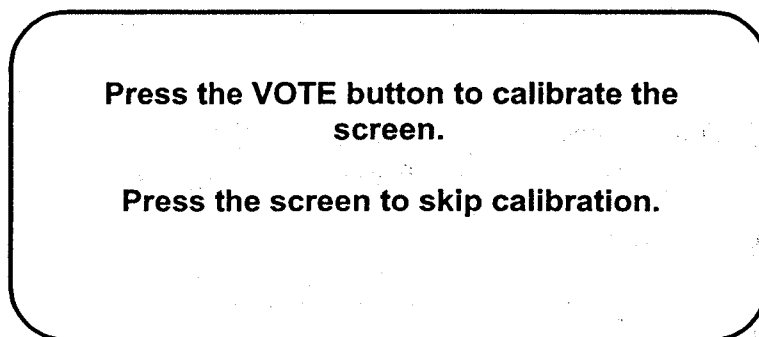 Press the VOTE button to calibrate the
screen.
Press the screen to skip calibration.